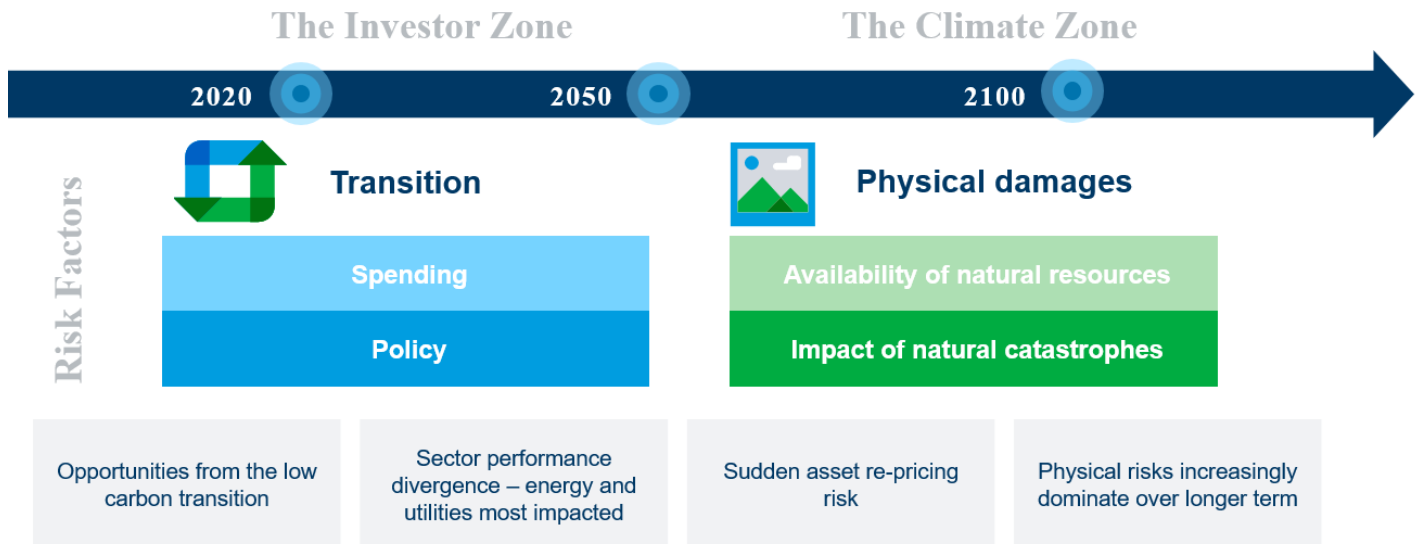 The Investor Zone
The Climate Zone
2020
2050
2100
Risk Factors
Transition
Physical damages
Spending
Availability of natural resources
Policy
Impact of natural catastrophes
Opportunities from the low
carbon transition
Sector performance
divergence – energy and
utilities most impacted
Sudden asset re-pricing
risk
Physical risks increasingly
dominate over longer term